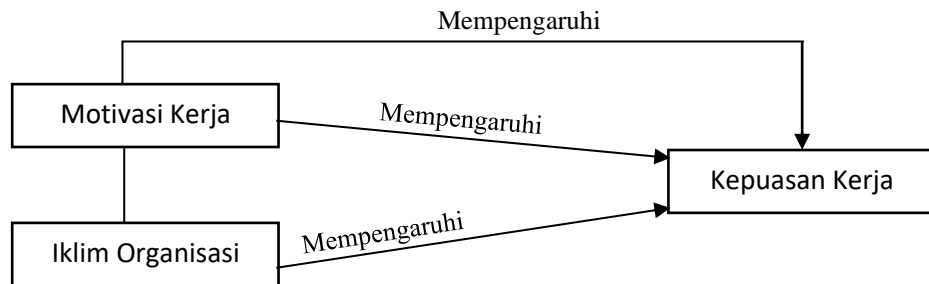 Mempengaruhi
Motivasi Kerja
Mempengaruhi
Kepuasan Kerja
Mempengaruhi
Iklim Organisasi